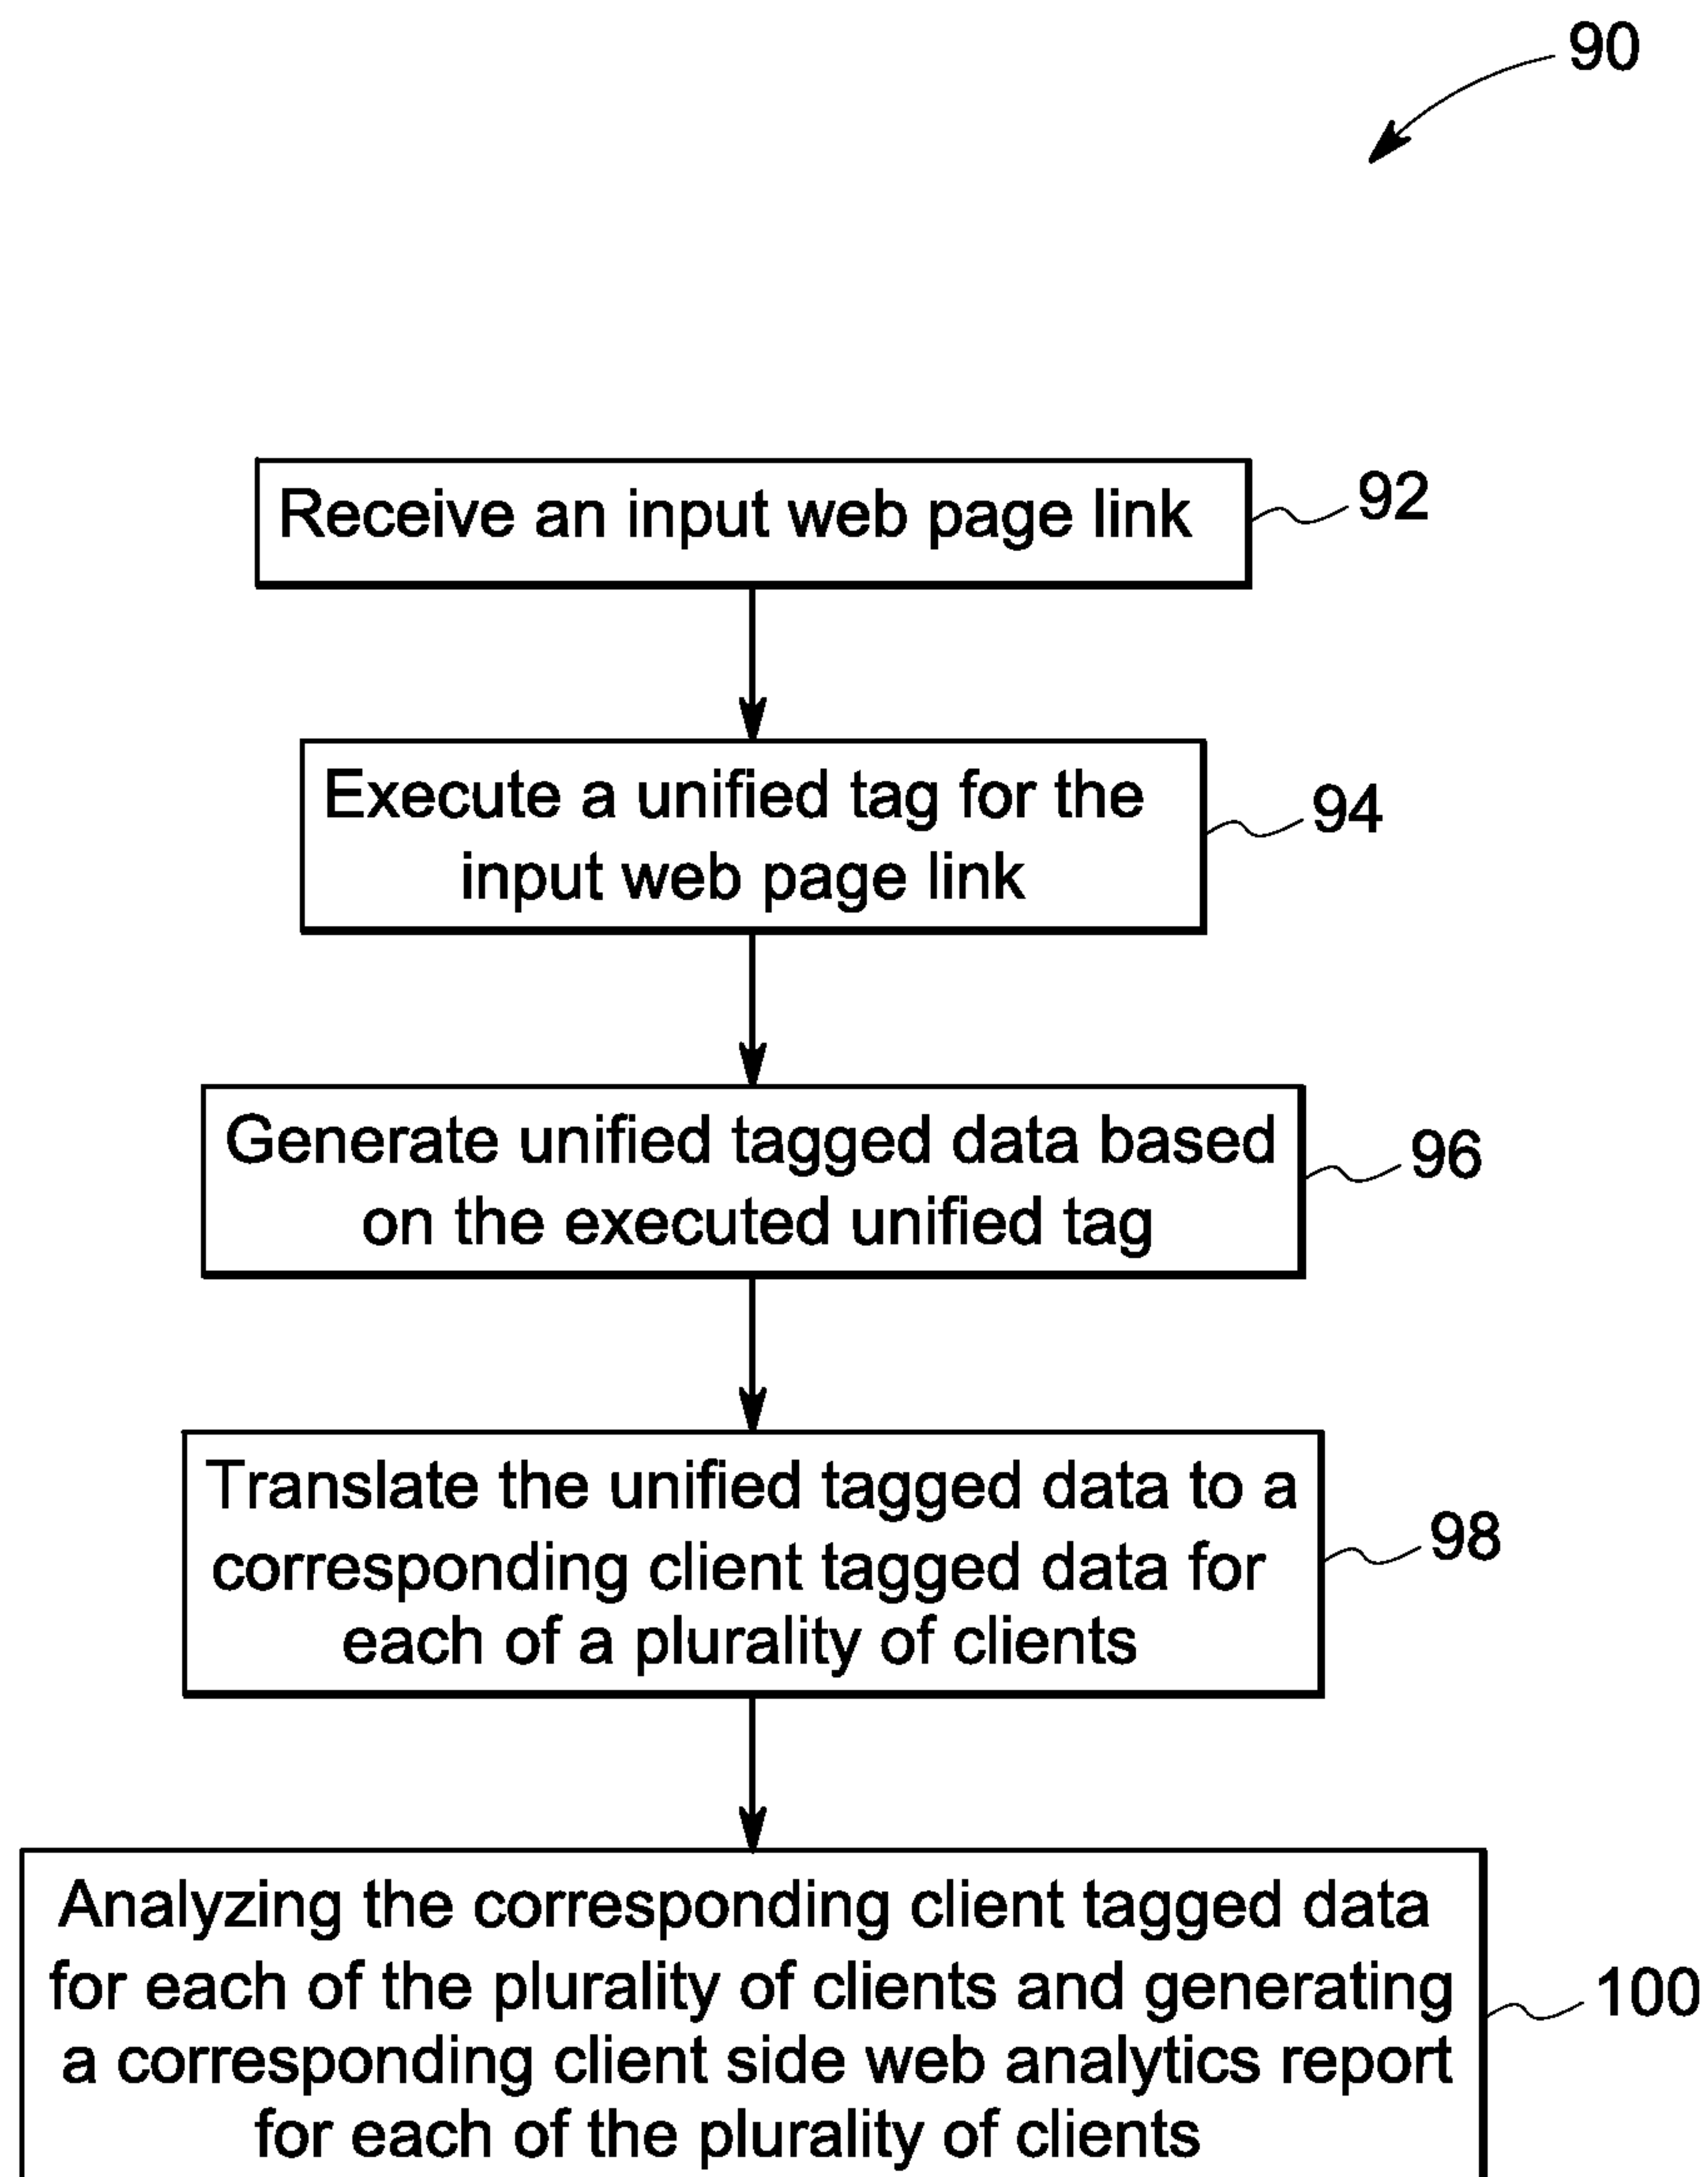 90
Receive an input web page link
92
Execute a unified tag for the
input web page link
94
Generate unified tagged data based
on the executed unified tag
96
Translate the unified tagged data to a
corresponding client tagged data for
each of a plurality of clients
98
Analyzing the corresponding client tagged data
for each of the plurality of clients and generating
a corresponding client side web analytics report
for each of the plurality of clients
100